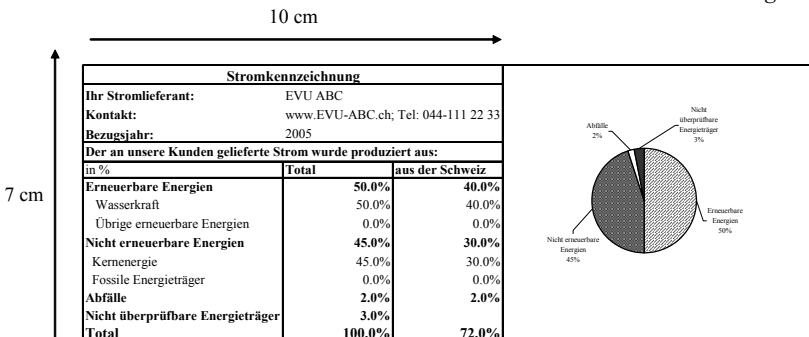 10 cm
7 cm
Stromkennzeichnung
Ihr Stromlieferant: EVU ABC
Kontakt: www.EVU-ABC.ch; Tel: 044-111 22 33
Bezugsjahr: 2005
Der an unsere Kunden gelieferte Strom wurde produziert aus:
in % Total aus der Schweiz
Erneuerbare Energien 50.0% 40.0%
Wasserkraft 50.0% 40.0%
Übrige erneuerbare Energien 0.0% 0.0%
Nicht erneuerbare Energien 45.0% 30.0%
Kernenergie 45.0% 30.0%
Fossile Energieträger 0.0% 0.0%
Abfälle 2.0% 2.0%
Nicht überprüfbare Energieträger 3.0%
Total 100.0% 72.0%
Abfälle
2%
Nicht
überprüfbare
Energieträger
3%
Erneuerbare
Energien
50%
Nicht erneuerbare
Energien
45%